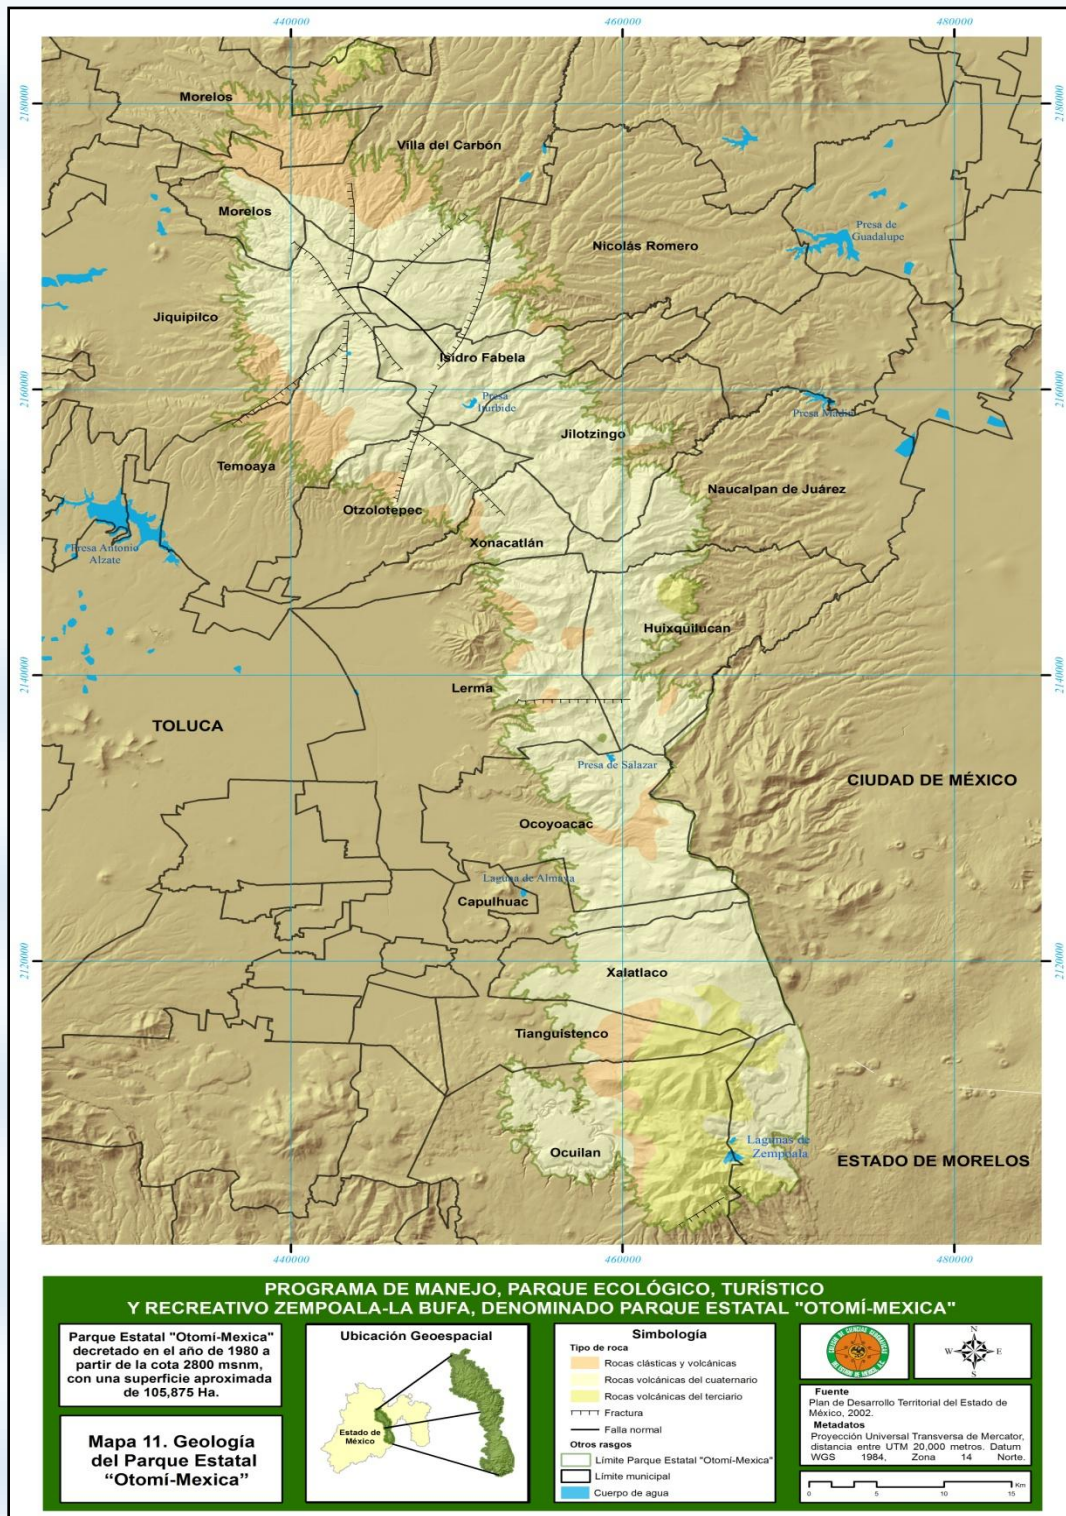 440000
460000
480000
2180000
2180000
Morelos
Villa del Carbón
Morelos
Nicolás Romero
Presa de
Guadalupe
Jiquipilco
Isidro Fabela
2160000
2160000
Presa
Iturbide
Presa Madín
Jilotzingo
Temoaya
Naucalpan de Juárez
Otzolotepec
Xonacatlán
Presa Antonio
Alzate
Huixquilucan
2140000
2140000
Lerma
TOLUCA
Presa de Salazar
CIUDAD DE MÉXICO
Ocoyoacac
Laguna de Almaya
Capulhuac
2120000
2120000
Xalatlaco
Tianguistenco
Ocuilan
Lagunas de
Zempoala
ESTADO DE MORELOS
440000
460000
480000
PROGRAMA DE MANEJO, PARQUE ECOLÓGICO, TURÍSTICO
Y RECREATIVO ZEMPOALA-LA BUFA, DENOMINADO PARQUE ESTATAL "OTOMÍ-MEXICA"
Parque Estatal "Otomí-Mexica"
decretado en el año de 1980 a
partir de la cota 2800 msnm,
con una superficie aproximada
de 105,875 Ha.
Mapa 11. Geología
del Parque Estatal
“Otomí-Mexica”
Ubicación Geoespacial
Estado de
México
Simbología
Tipo de roca
Rocas clásticas y volcánicas
Rocas volcánicas del cuaternario
Rocas volcánicas del terciario
Fractura
Falla normal
Otros rasgos
Límite Parque Estatal "Otomí-Mexica"
Límite municipal
Cuerpo de agua
N
W
E
S
Fuente
Plan de Desarrollo Territorial del Estado de
México, 2002.
Metadatos
Proyección Universal Transversa de Mercator,
distancia entre UTM 20,000 metros. Datum
WGS 1984, Zona 14 Norte.
Km
0 5 10 15